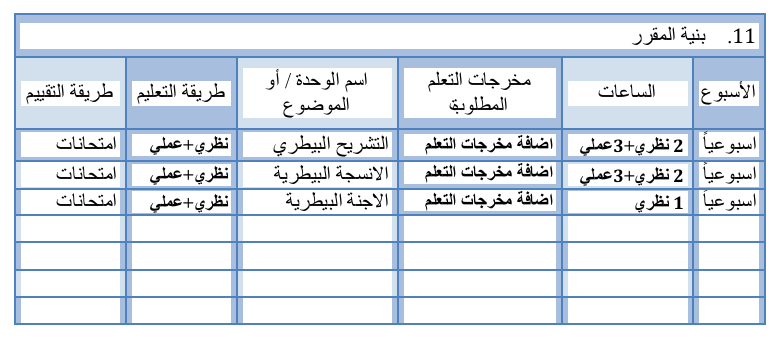 11. بنية المقرر
الأسبوع الساعات مخرجات التعلم المطلوبة اسم الوحدة / أو الموضوع طريقة التعليم طريقة التقييم
اسبوعياً 2 نظري+3عملي اضافة مخرجات التعلم التشريح البيطري نظري+عملي امتحانات
اسبوعياً 2 نظري+3عملي اضافة مخرجات التعلم الانسجة البيطرية نظري+عملي امتحانات
اسبوعياً 1 نظري اضافة مخرجات التعلم الاجنة البيطرية نظري+عملي امتحانات